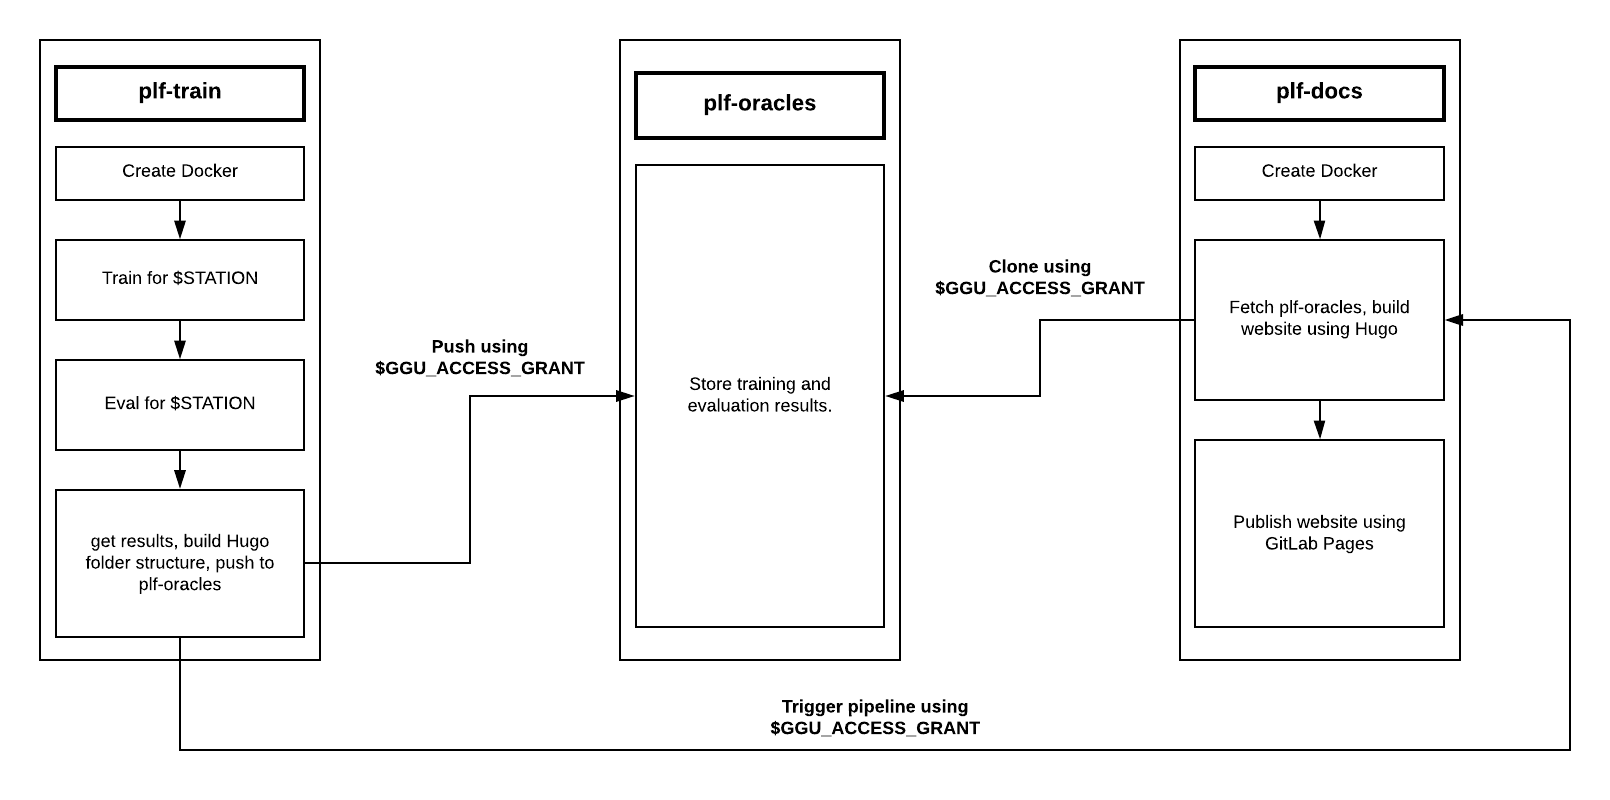 plf-train
Create Docker
Train for $STATION
Eval for $STATION
get results, build Hugo
folder structure, push to
plf-oracles
Push using
$GGU_ACCESS_GRANT
plf-oracles
Store training and
evaluation results.
Clone using
$GGU_ACCESS_GRANT
plf-docs
Create Docker
Fetch plf-oracles, build
website using Hugo
Publish website using
GitLab Pages
Trigger pipeline using
$GGU_ACCESS_GRANT